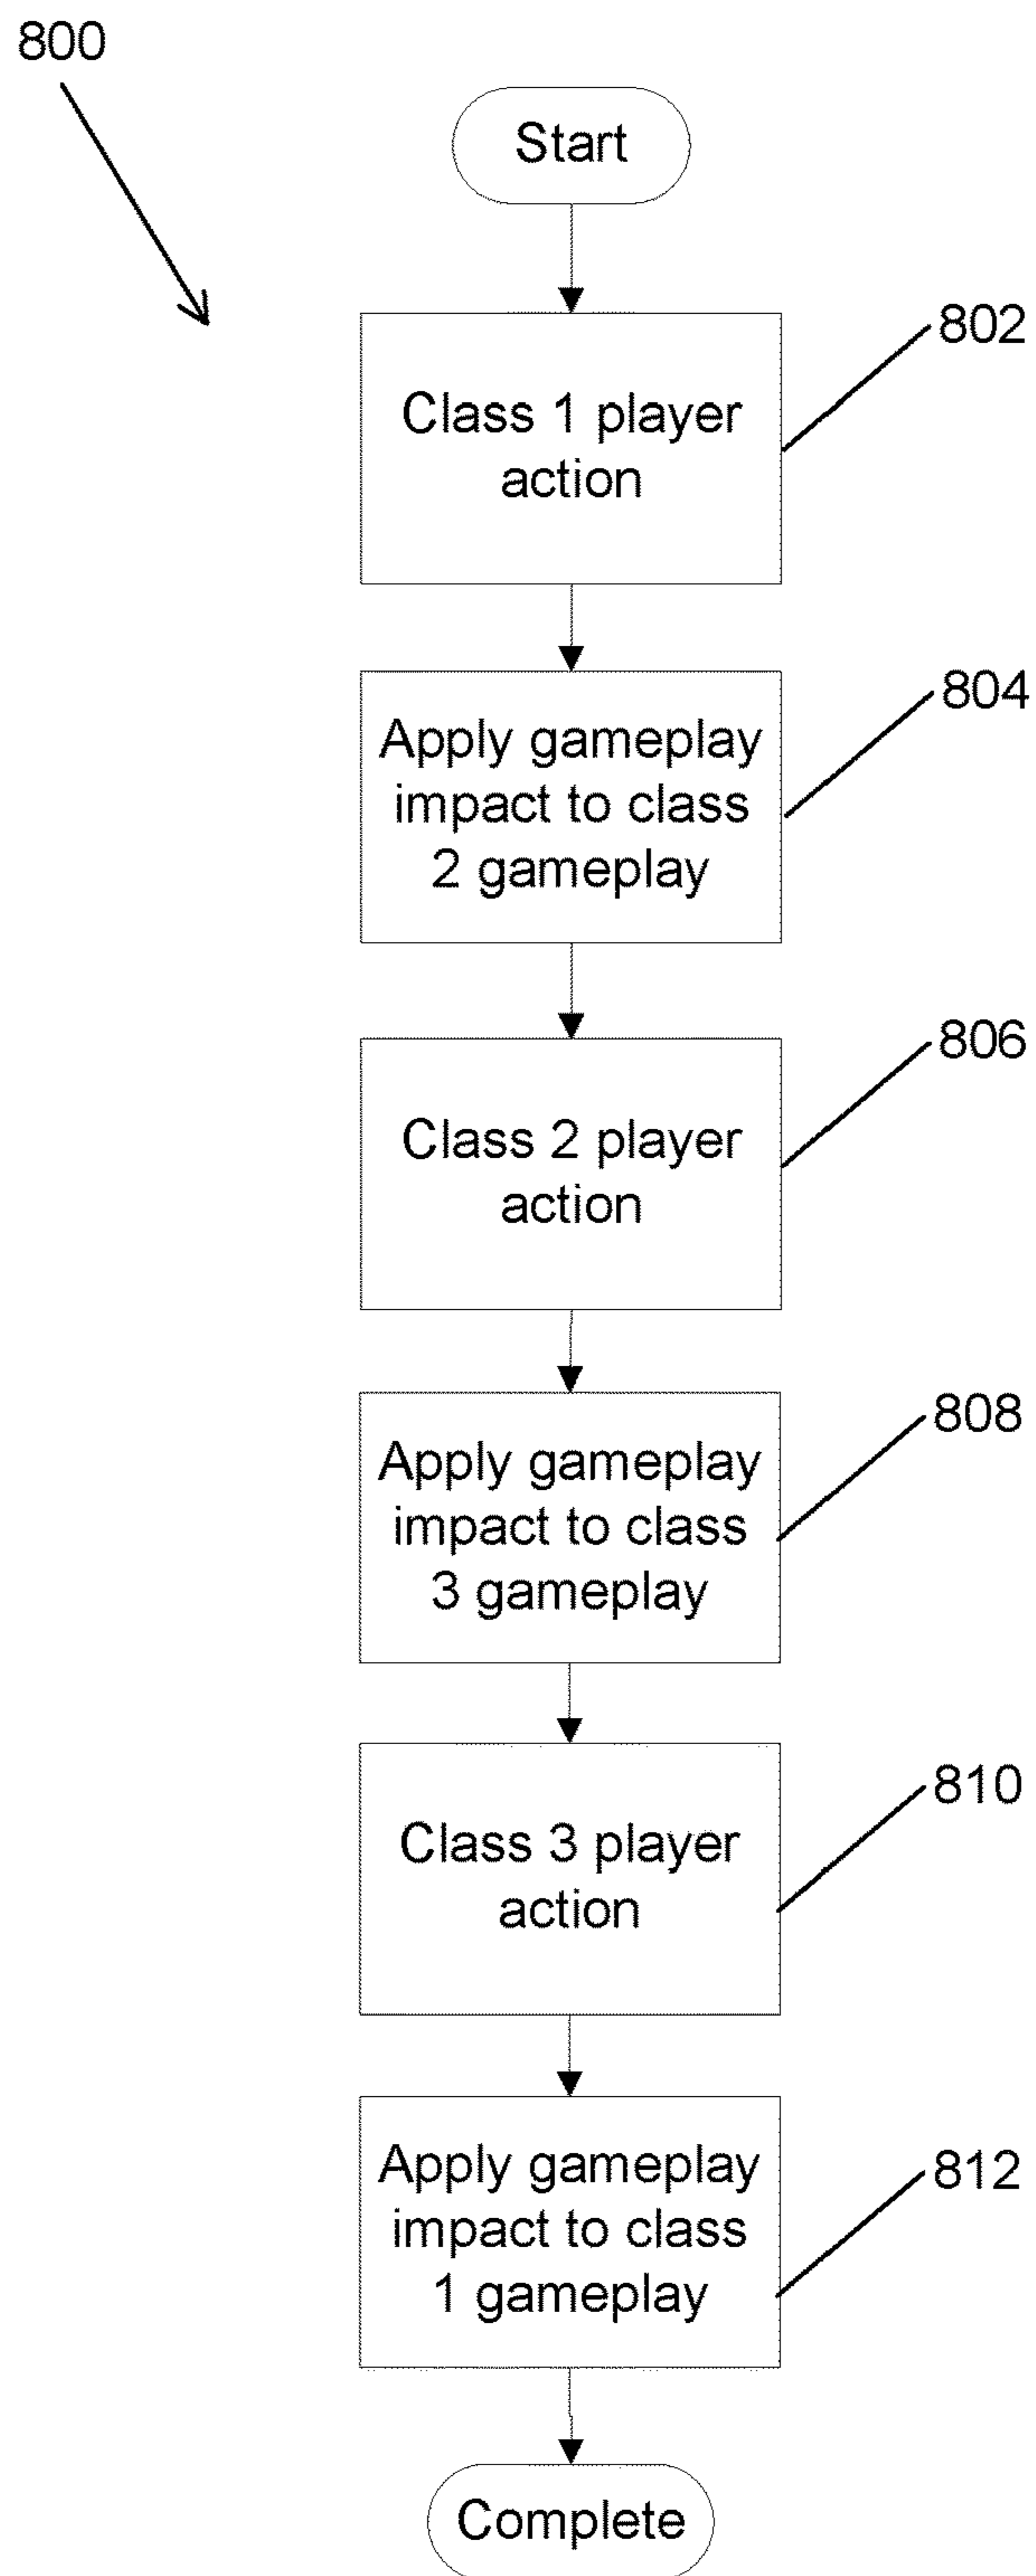 800
Start
802
Class 1 player
action
804
Apply gameplay
impact to class
2 gameplay
806
Class 2 player
action
808
Apply gameplay
impact to class
3 gameplay
810
Class 3 player
action
812
Apply gameplay
impact to class
1 gameplay
Complete